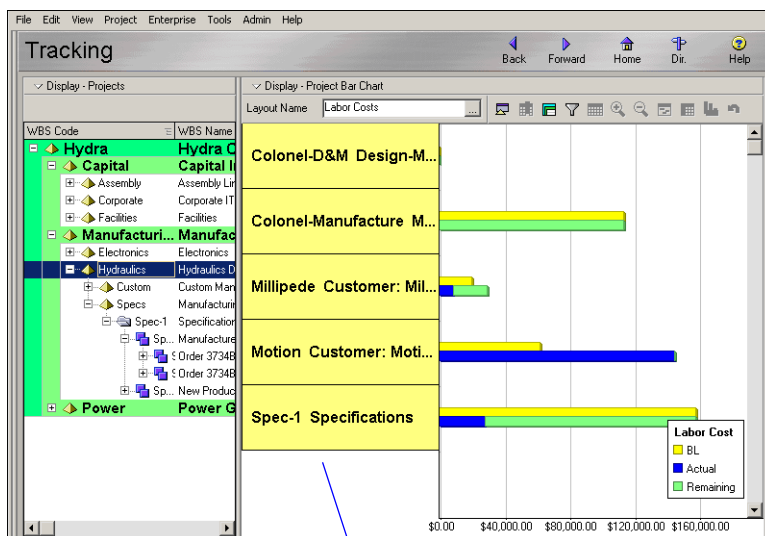 File Edit View Project Enterprise Tools Admin Help
Tracking
Back Forward Home Dir. Help
Display - Projects
Display - Project Bar Chart
Layout Name Labor Costs ...
WBS Code WBS Name
Hydra Hydra C
Capital Capital I
Assembly Assembly Lin
Corporate Corporate IT
Facilities Facilities
Manufacturi... Manufac
Electronics Electronics
Hydraulics Hydraulics D
Custom Custom Man
Specs Manufacturin
Spec-1 Specification
Sp... Manufacture
S Order 3734B
S Order 3734B
Sp... New Produc
Power Power G
Colonel-D&M Design-M...
Colonel-Manufacture M...
Millipede Customer: Mil...
Motion Customer: Moti...
Spec-1 Specifications
Labor Cost
BL
Actual
Remaining
$0.00 $40,000.00 $80,000.00 $120,000.00 $160,000.00